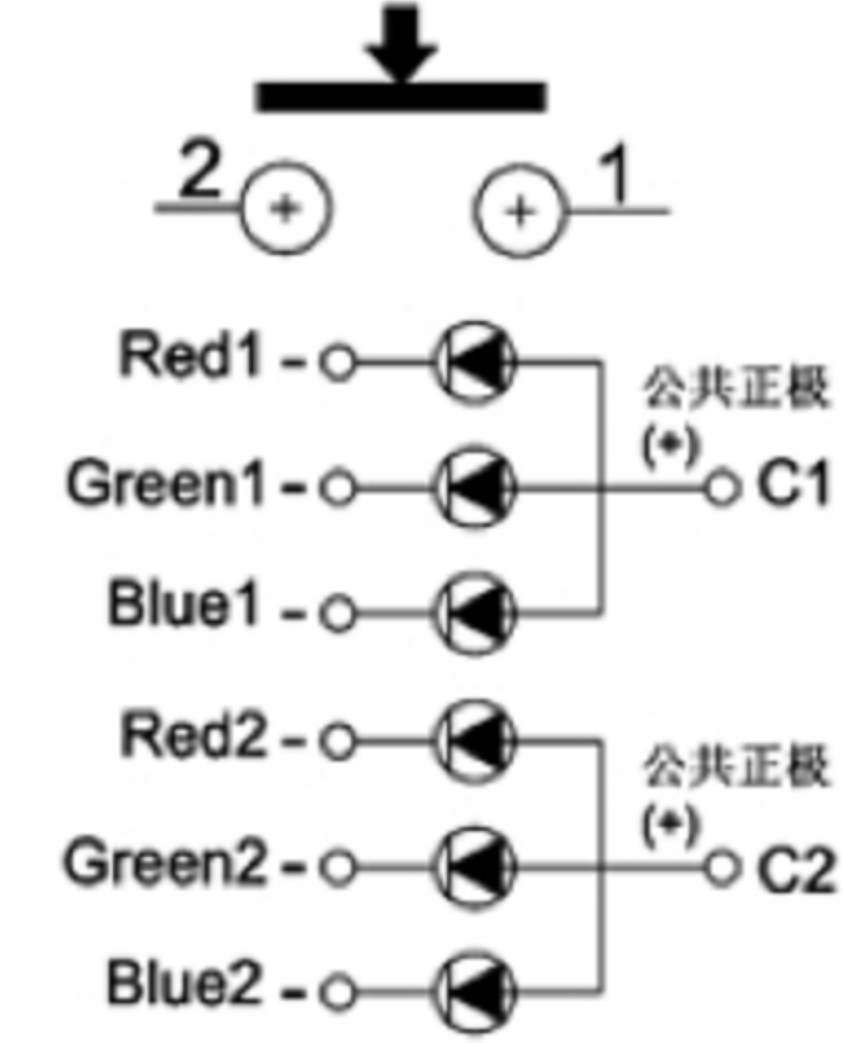 2 1
Red1 -
公共正极
(+)
Green1 - C1
Blue1 -
Red2 -
公共正极
(+)
Green2 - C2
Blue2 -